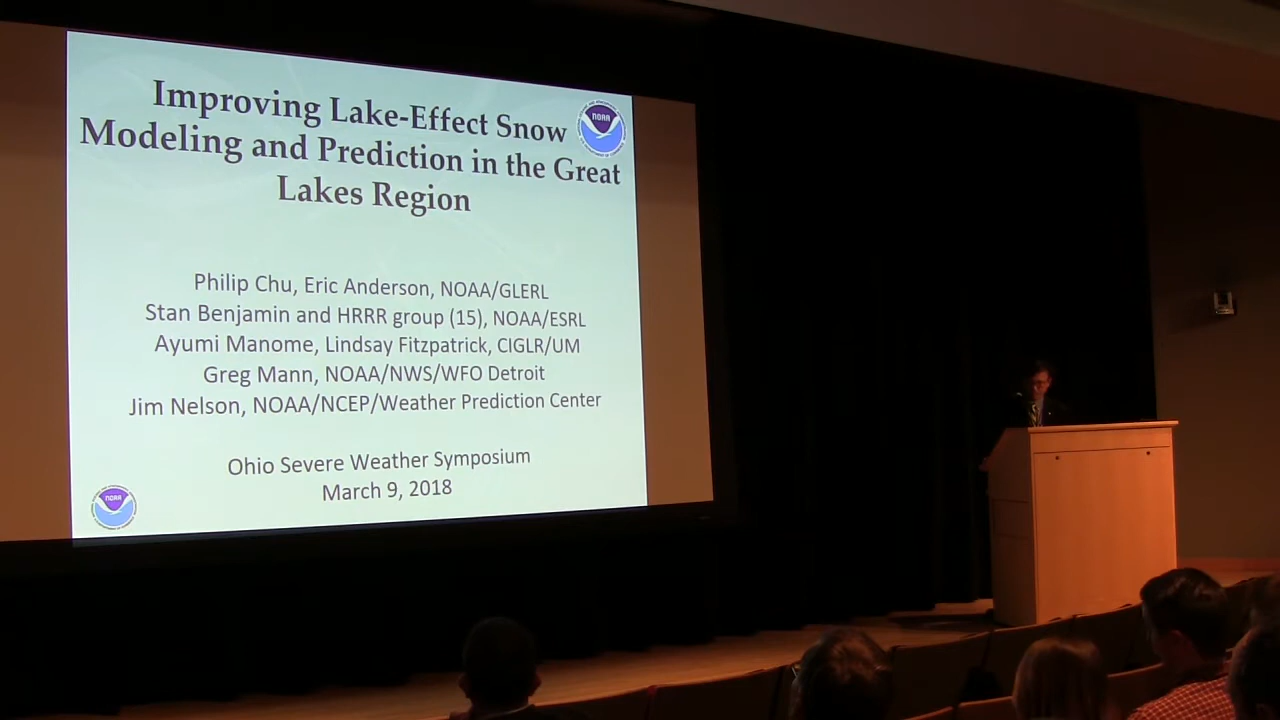 Improving Lake-Effect Snow
Modeling and Prediction in the Great
Lakes Region
NOAA
Philip Chu, Eric Anderson, NOAA/GLERL
Stan Benjamin and HRRR group (15), NOAA/ESRL
Ayumi Manome, Lindsay Fitzpatrick, CIGLR/UM
Greg Mann, NOAA/NWS/WFO Detroit
Jim Nelson, NOAA/NCEP/Weather Prediction Center
Ohio Severe Weather Symposium
March 9, 2018
NOAA